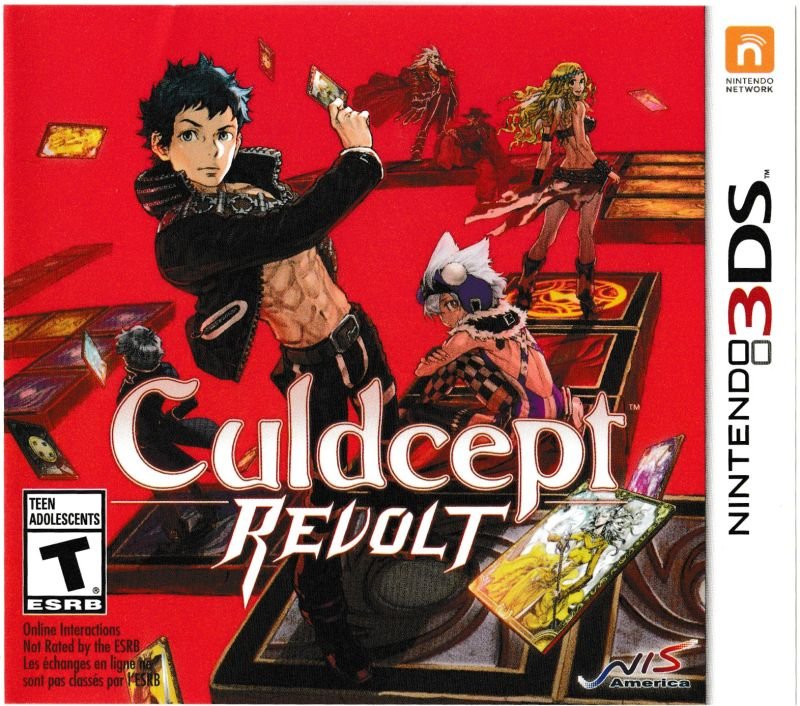 NINTENDO
NETWORK
NINTENDO 3DS™
Culdcept™
REVOLT
TEEN
ADOLESCENTS
T®
ESRB
Online Interactions
Not Rated by the ESRB
Les échanges en ligne ne
sont pas classés par l'ESRB
NIS
America